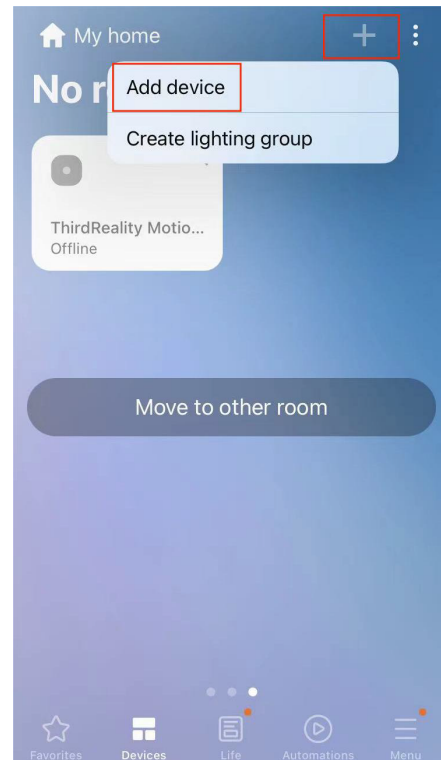 My home
No r
Add device
Create lighting group
ThirdReality Motio...
Offline
Move to other room
Favorites Devices Life Automations Menu